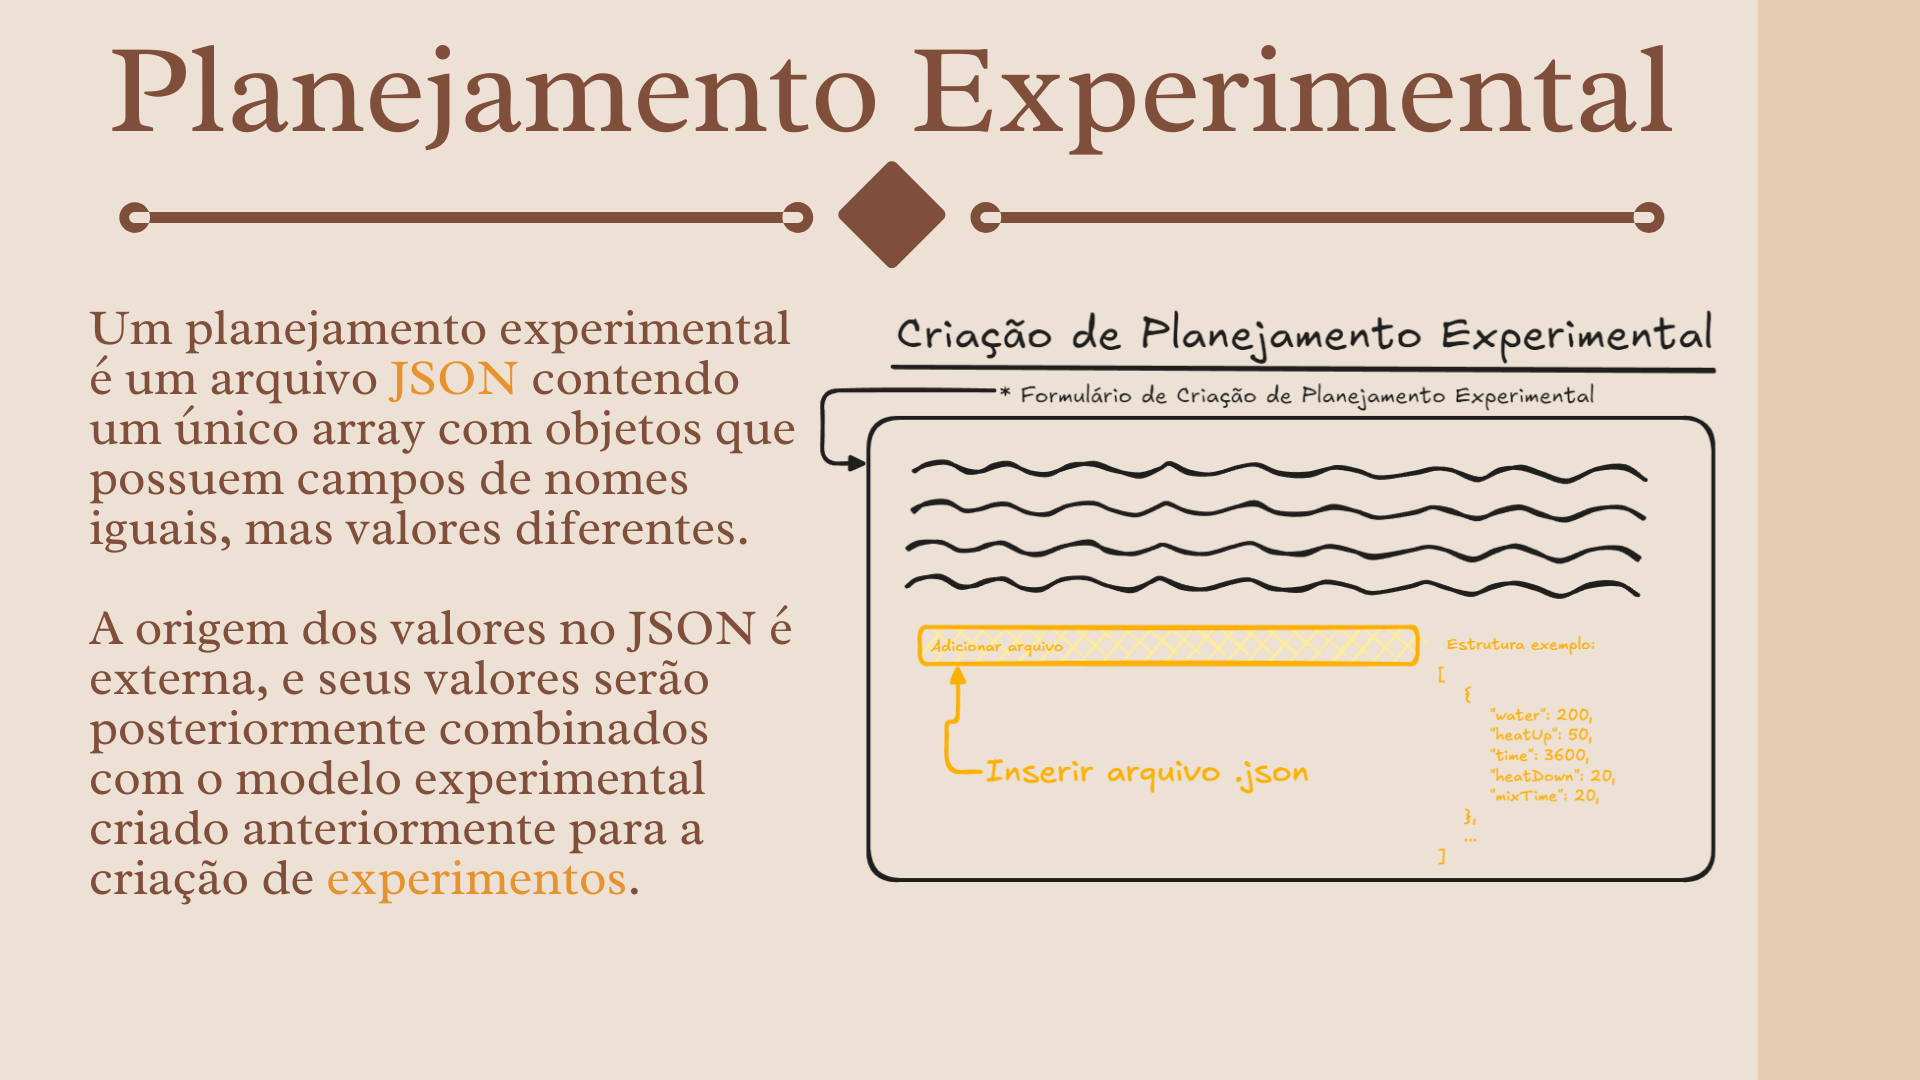 Planejamento Experimental
Um planejamento experimental
é um arquivo JSON contendo
um único array com objetos que
possuem campos de nomes
iguais, mas valores diferentes.
A origem dos valores no JSON é
externa, e seus valores serão
posteriormente combinados
com o modelo experimental
criado anteriormente para a
criação de experimentos.
Criação de Planejamento Experimental
* Formulário de Criação de Planejamento Experimental
Adicionar arquivo
Inserir arquivo .json
Estrutura exemplo:
[
{
"water": 200,
"heatUp": 50,
"time": 3600,
"heatDown": 20,
"mixTime": 20,
},
...
]